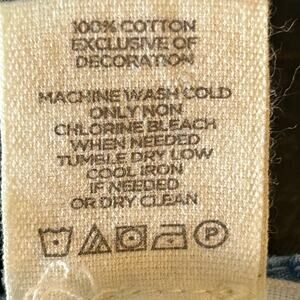 100% COTTON
EXCLUSIVE OF
DECORATION
MACHINE WASH COLD
ONLY NON
CHLORINE BLEACH
WHEN NEEDED
TUMBLE DRY LOW
COOL IRON
IF NEEDED
OR DRY CLEAN
P